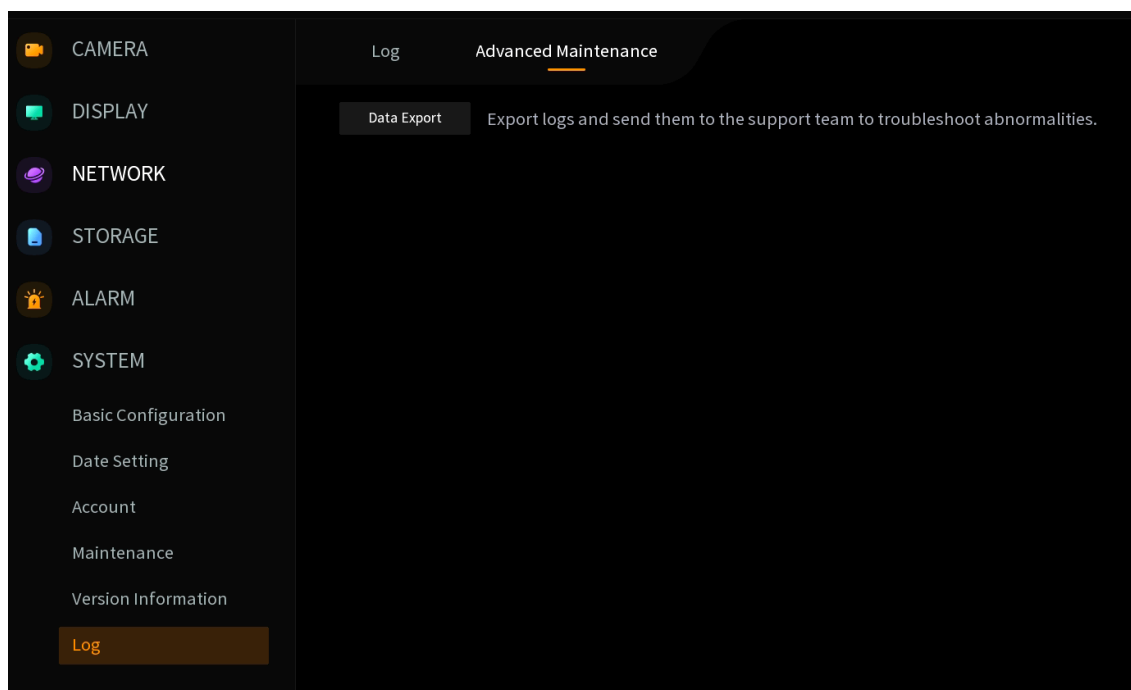 CAMERA
DISPLAY
NETWORK
STORAGE
ALARM
SYSTEM
Basic Configuration
Date Setting
Account
Maintenance
Version Information
Log
Log Advanced Maintenance
Data Export Export logs and send them to the support team to troubleshoot abnormalities.